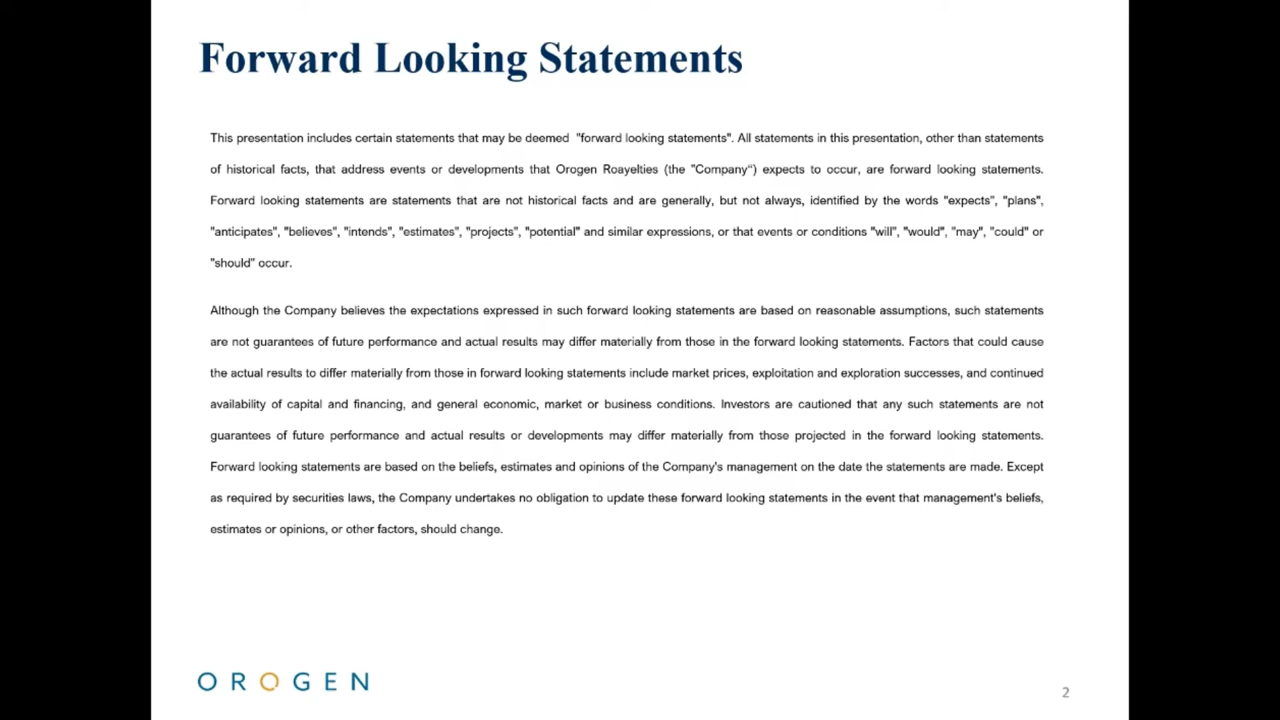 Forward Looking Statements
This presentation includes certain statements that may be deemed "forward looking statements". All statements in this presentation, other than statements
of historical facts, that address events or developments that Orogen Roayelties (the "Company“) expects to occur, are forward looking statements.
Forward looking statements are statements that are not historical facts and are generally, but not always, identified by the words "expects", "plans",
"anticipates", "believes", "intends", "estimates", "projects", "potential" and similar expressions, or that events or conditions "will", "would", "may", "could" or
"should" occur.
Although the Company believes the expectations expressed in such forward looking statements are based on reasonable assumptions, such statements
are not guarantees of future performance and actual results may differ materially from those in the forward looking statements. Factors that could cause
the actual results to differ materially from those in forward looking statements include market prices, exploitation and exploration successes, and continued
availability of capital and financing, and general economic, market or business conditions. Investors are cautioned that any such statements are not
guarantees of future performance and actual results or developments may differ materially from those projected in the forward looking statements.
Forward looking statements are based on the beliefs, estimates and opinions of the Company's management on the date the statements are made. Except
as required by securities laws, the Company undertakes no obligation to update these forward looking statements in the event that management's beliefs,
estimates or opinions, or other factors, should change.
OROGEN
2